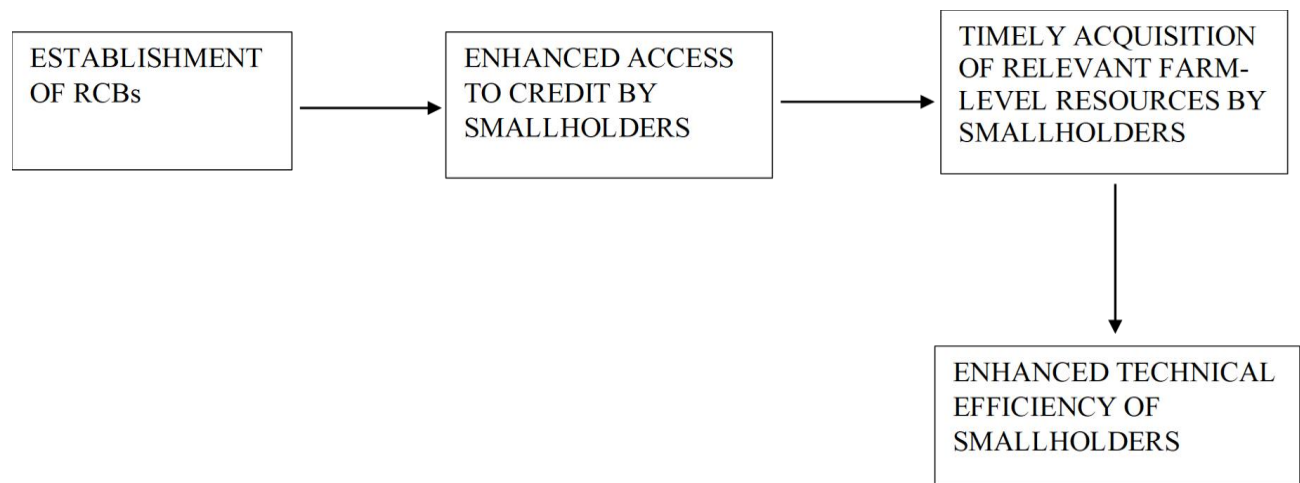 ESTABLISHMENT
OF RCBs
ENHANCED ACCESS
TO CREDIT BY
SMALLHOLDERS
TIMELY ACQUISITION
OF RELEVANT FARM-
LEVEL RESOURCES BY
SMALLHOLDERS
ENHANCED TECHNICAL
EFFICIENCY OF
SMALLHOLDERS